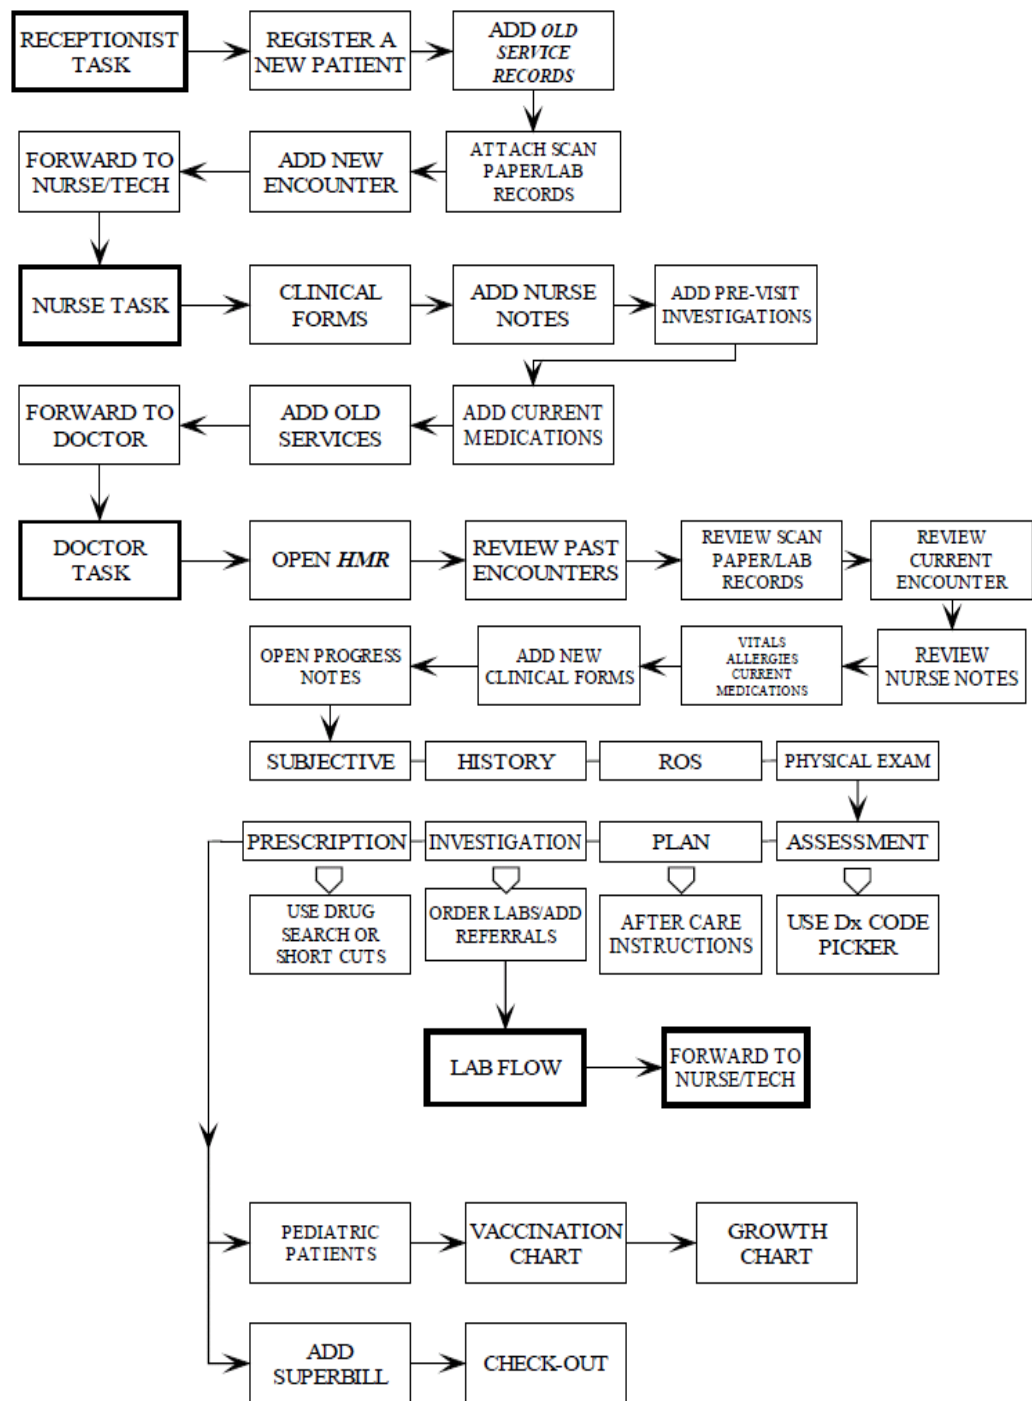 RECEPTIONIST
TASK
REGISTER A
NEW PATIENT
ADD OLD
SERVICE
RECORDS
FORWARD TO
NURSE/TECH
ADD NEW
ENCOUNTER
ATTACH SCAN
PAPER/LAB
RECORDS
NURSE TASK
CLINICAL
FORMS
ADD NURSE
NOTES
ADD PRE-VISIT
INVESTIGATIONS
FORWARD TO
DOCTOR
ADD OLD
SERVICES
ADD CURRENT
MEDICATIONS
DOCTOR
TASK
OPEN HMR
REVIEW PAST
ENCOUNTERS
REVIEW SCAN
PAPER/LAB
RECORDS
REVIEW
CURRENT
ENCOUNTER
OPEN PROGRESS
NOTES
ADD NEW
CLINICAL FORMS
VITALS
ALLERGIES
CURRENT
MEDICATIONS
REVIEW
NURSE NOTES
SUBJECTIVE
HISTORY
ROS
PHYSICAL EXAM
PRESCRIPTION
INVESTIGATION
PLAN
ASSESSMENT
USE DRUG
SEARCH OR
SHORT CUTS
ORDER LABS/ADD
REFERRALS
AFTER CARE
INSTRUCTIONS
USE Dx CODE
PICKER
LAB FLOW
FORWARD TO
NURSE/TECH
PEDIATRIC
PATIENTS
VACCINATION
CHART
GROWTH
CHART
ADD
SUPERBILL
CHECK-OUT